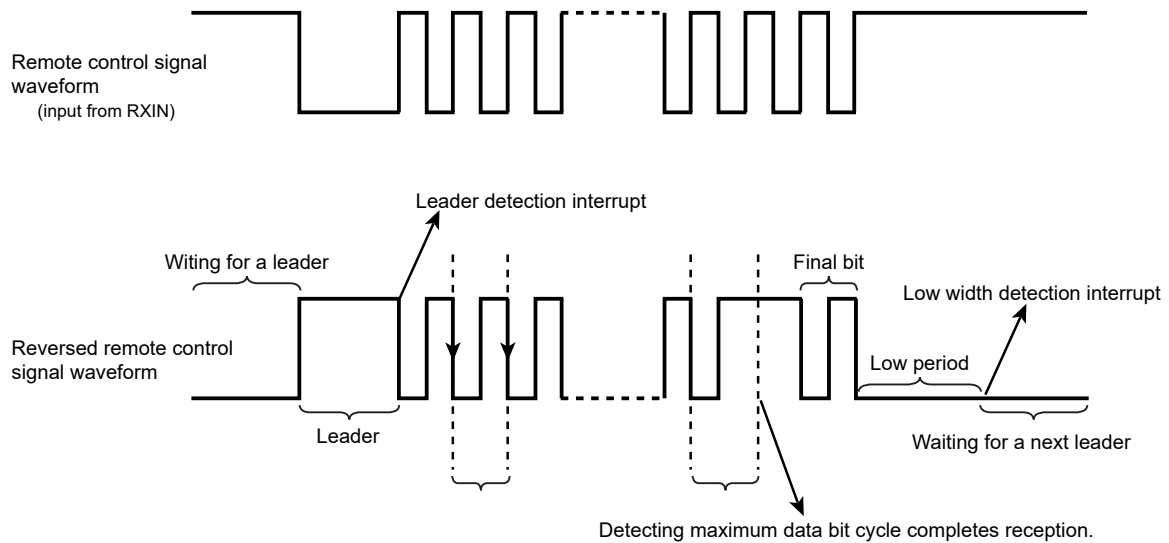 Remote control signal
waveform
(input from RXIN)
Leader detection interrupt
Witing for a leader
Final bit
Low width detection interrupt
Reversed remote control
signal waveform
Low period
Leader
Waiting for a next leader
Detecting maximum data bit cycle completes reception.